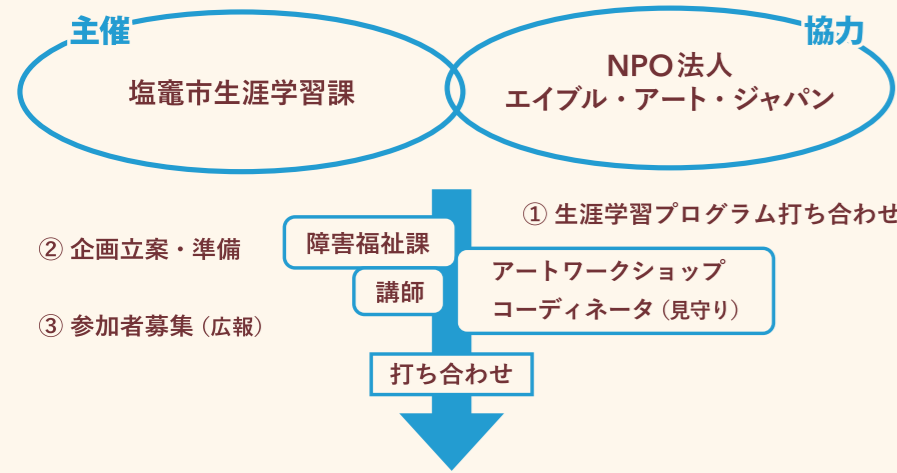 主催
塩竈市生涯学習課
協力
NPO法人
エイブル・アート・ジャパン
① 生涯学習プログラム打ち合わせ
② 企画立案・準備
③ 参加者募集（広報）
障害福祉課
講師
アートワークショップ
コーディネータ（見守り）
打ち合わせ